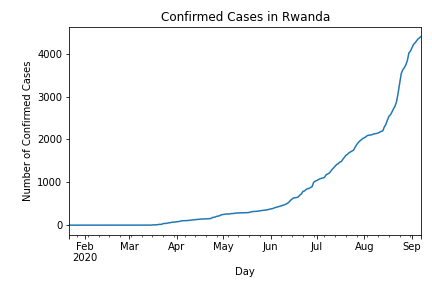 Confirmed Cases in Rwanda
Number of Confirmed Cases
4000
3000
2000
1000
0
Feb Mar Apr May Jun Jul Aug Sep
2020
Day